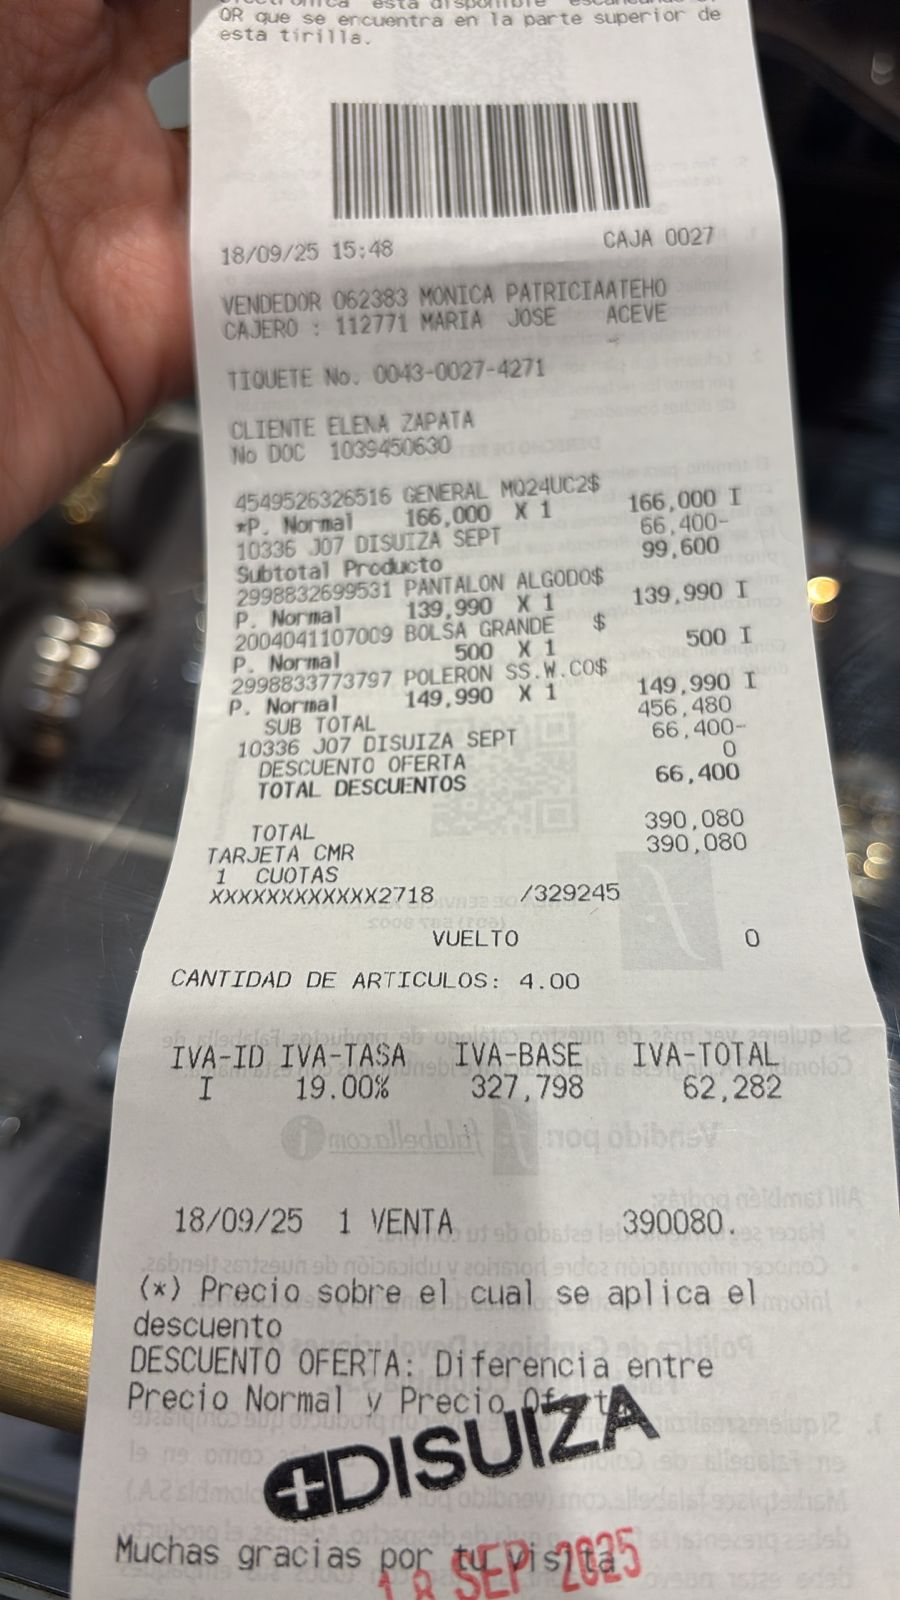 QR que se encuentra en la parte superior de
esta tirilla.
18/09/25 15:48 CAJA 0027
VENDEDOR 062383 MONICA PATRICIAATEHO
CAJERO : 112771 MARIA JOSE ACEVE
TIQUETE No. 0043-0027-4271
CLIENTE ELENA ZAPATA
No DOC 1039450630
4549526326516 GENERAL MQ24UC2$
*P. Normal 166,000 X 1 166,000 I
10336 J07 DISUIZA SEPT 66,400-
Subtotal Producto 99,600
2998832699531 PANTALON ALGODO$
P. Normal 139,990 X 1 139,990 I
2004041107009 BOLSA GRANDE $
P. Normal 500 X 1 500 I
2998833773797 POLERON SS.W.CO$
P. Normal 149,990 X 1 149,990 I
SUB TOTAL 456,480
10336 J07 DISUIZA SEPT 66,400-
DESCUENTO OFERTA 0
TOTAL DESCUENTOS 66,400
TOTAL 390,080
TARJETA CMR 390,080
1 CUOTAS
XXXXXXXXXXXX2718 /329245
VUELTO 0
CANTIDAD DE ARTICULOS: 4.00
IVA-ID IVA-TASA IVA-BASE IVA-TOTAL
I 19.00% 327,798 62,282
18/09/25 1 VENTA 390080.
(*) Precio sobre el cual se aplica el
descuento
DESCUENTO OFERTA: Diferencia entre
Precio Normal y Precio Oferta
DISUIZA
Muchas gracias por tu visita
18 SEP 2025